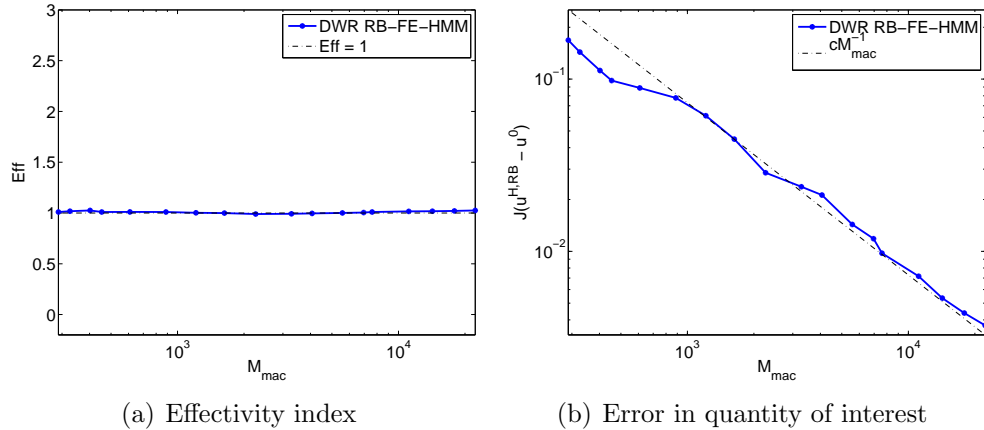 3
2.5
2
1.5
1
0.5
0
Eff
10^3
10^4
M_mac
DWR RB−FE−HMM
Eff = 1
(a) Effectivity index
10^−1
10^−2
J(u^{H,RB} − u^0)
10^3
10^4
M_mac
DWR RB−FE−HMM
cM_mac^−1
(b) Error in quantity of interest